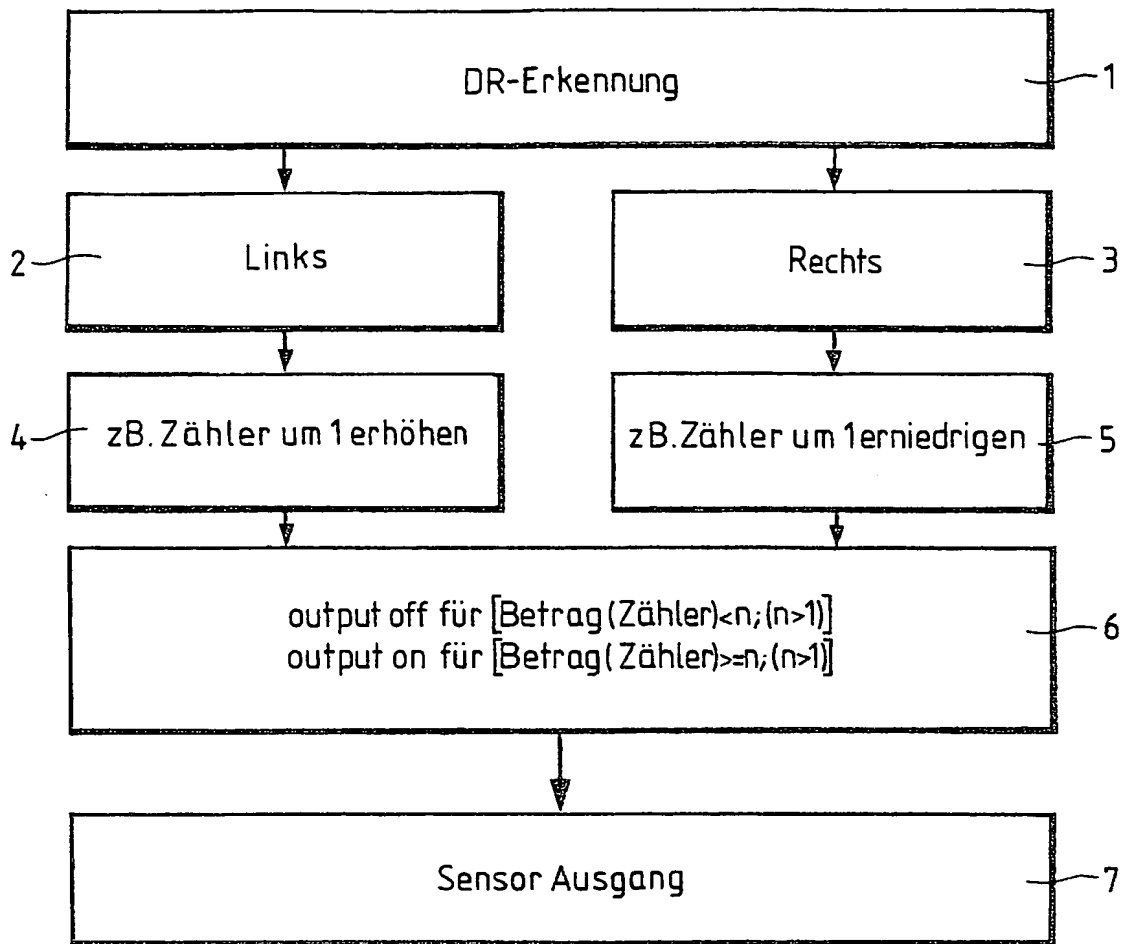 DR-Erkennung
1
2
Links
Rechts
3
4
zB. Zähler um 1 erhöhen
zB. Zähler um 1 erniedrigen
5
output off für [Betrag (Zähler)<n; (n>1)]
output on für [Betrag (Zähler)>=n; (n>1)]
6
Sensor Ausgang
7